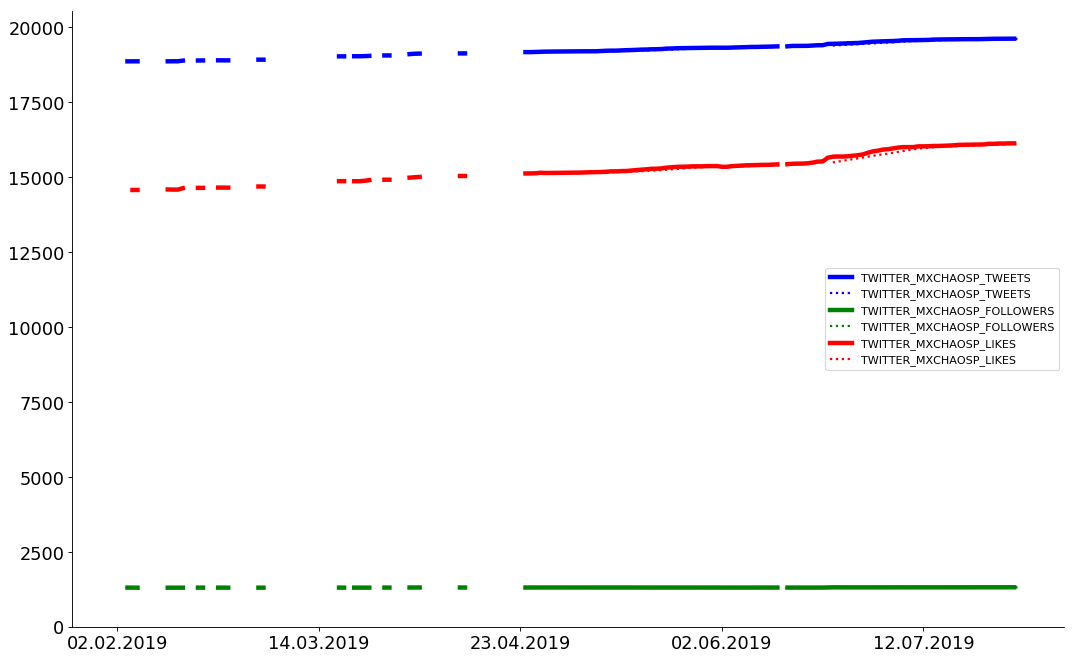 20000
17500
15000
12500
10000
7500
5000
2500
0
02.02.2019 14.03.2019 23.04.2019 02.06.2019 12.07.2019
TWITTER_MXCHAOSP_TWEETS
TWITTER_MXCHAOSP_TWEETS
TWITTER_MXCHAOSP_FOLLOWERS
TWITTER_MXCHAOSP_FOLLOWERS
TWITTER_MXCHAOSP_LIKES
TWITTER_MXCHAOSP_LIKES